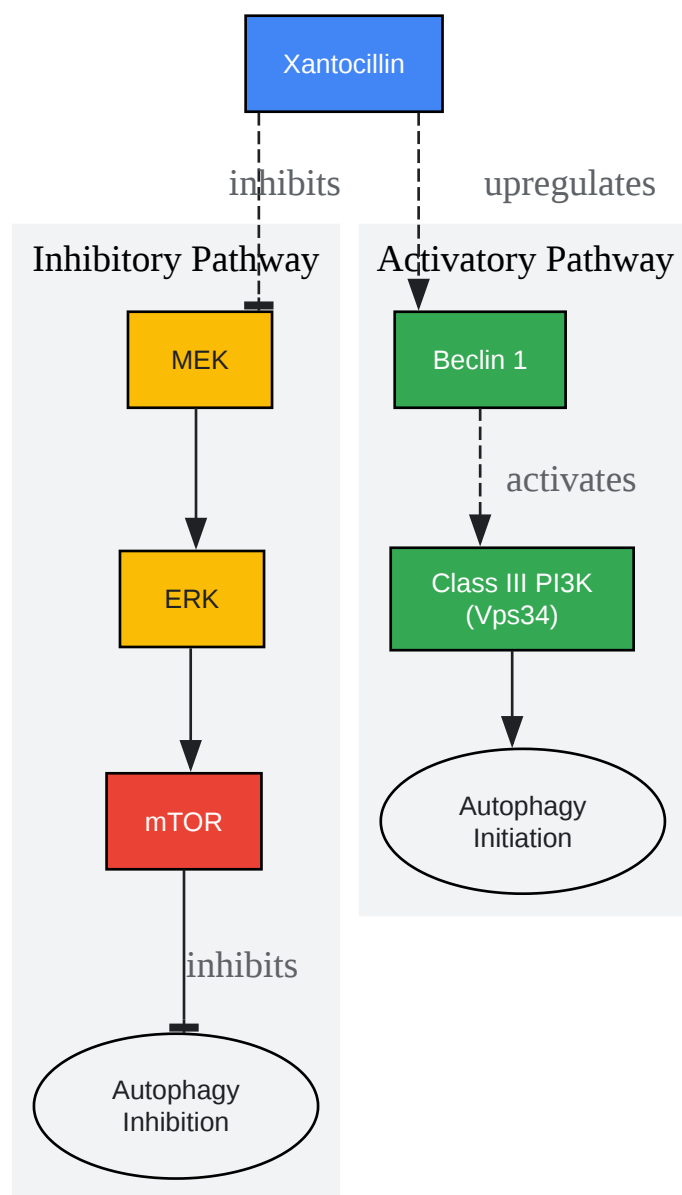 Xantocillin
inhibits
upregulates
Inhibitory Pathway
Activatory Pathway
MEK
Beclin 1
activates
ERK
Class III PI3K
(Vps34)
mTOR
Autophagy
Initiation
inhibits
Autophagy
Inhibition